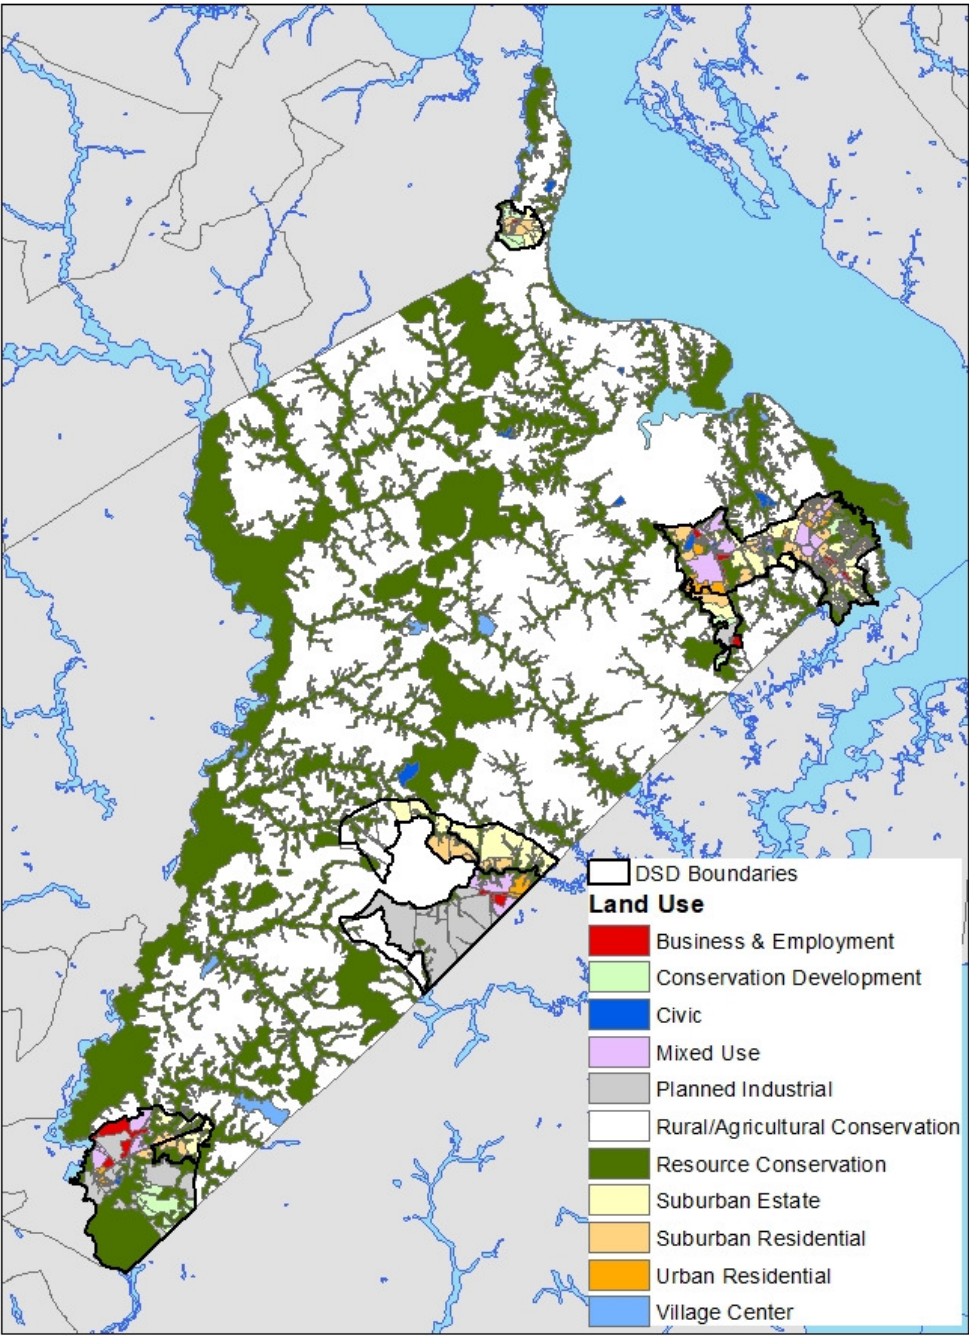 DSD Boundaries
Land Use
Business & Employment
Conservation Development
Civic
Mixed Use
Planned Industrial
Rural/Agricultural Conservation
Resource Conservation
Suburban Estate
Suburban Residential
Urban Residential
Village Center